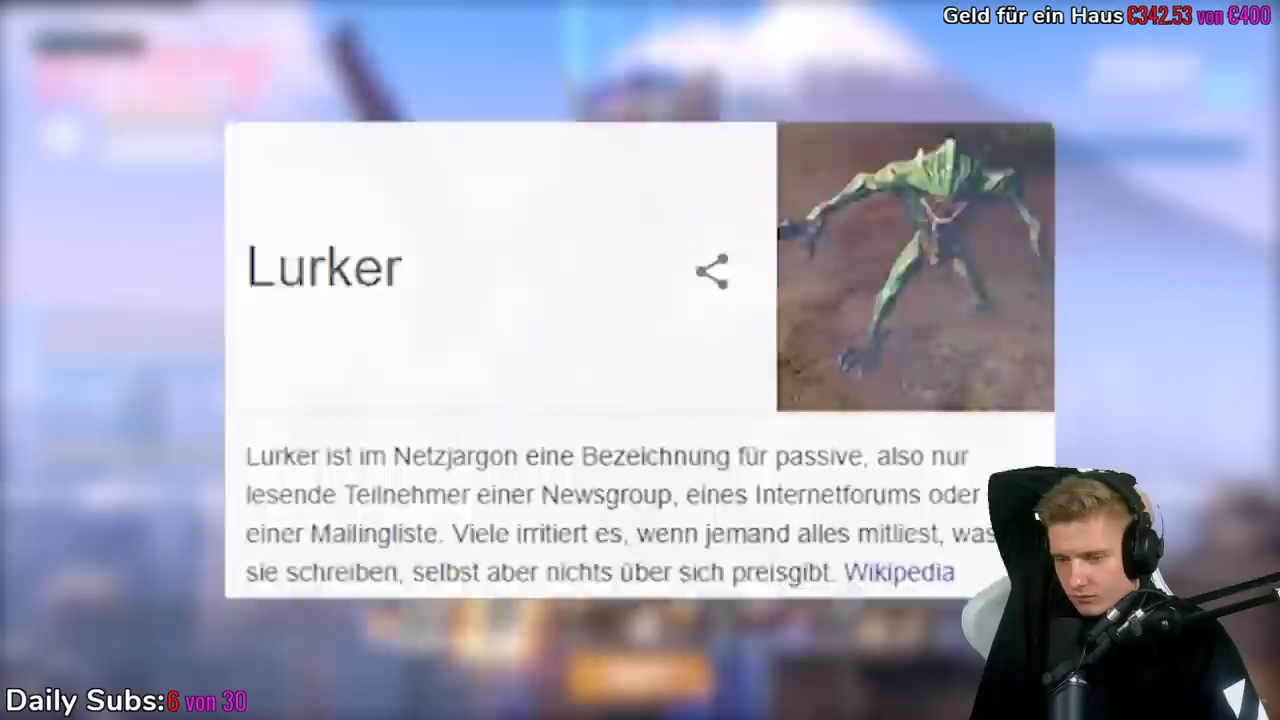 Geld für ein Haus €342.53 von €400
Lurker
Lurker ist im Netzjargon eine Bezeichnung für passive, also nur
lesende Teilnehmer einer Newsgroup, eines Internetforums oder
einer Mailingliste. Viele irritiert es, wenn jemand alles mitliest, was
sie schreiben, selbst aber nichts über sich preisgibt. Wikipedia
Daily Subs: 6 von 30